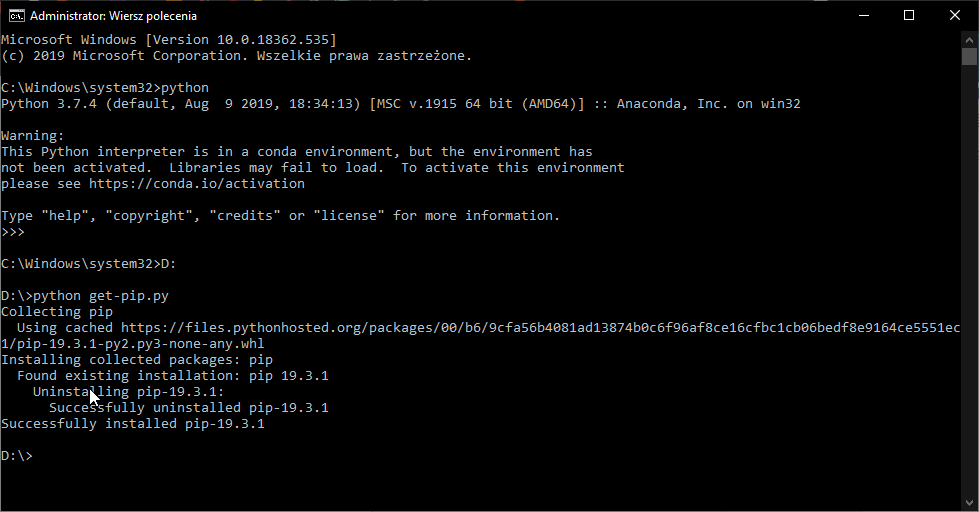 Administrator: Wiersz polecenia
Microsoft Windows [Version 10.0.18362.535]
(c) 2019 Microsoft Corporation. Wszelkie prawa zastrzeżone.
C:\Windows\system32>python
Python 3.7.4 (default, Aug  9 2019, 18:34:13) [MSC v.1915 64 bit (AMD64)] :: Anaconda, Inc. on win32
Warning:
This Python interpreter is in a conda environment, but the environment has
not been activated.  Libraries may fail to load.  To activate this environment
please see https://conda.io/activation
Type "help", "copyright", "credits" or "license" for more information.
>>>
C:\Windows\system32>D:
D:\>python get-pip.py
Collecting pip
  Using cached https://files.pythonhosted.org/packages/00/b6/9cfa56b4081ad13874b0c6f96af8ce16cfbc1cb06bedf8e9164ce5551ec
1/pip-19.3.1-py2.py3-none-any.whl
Installing collected packages: pip
  Found existing installation: pip 19.3.1
    Uninstalling pip-19.3.1:
      Successfully uninstalled pip-19.3.1
Successfully installed pip-19.3.1
D:\>